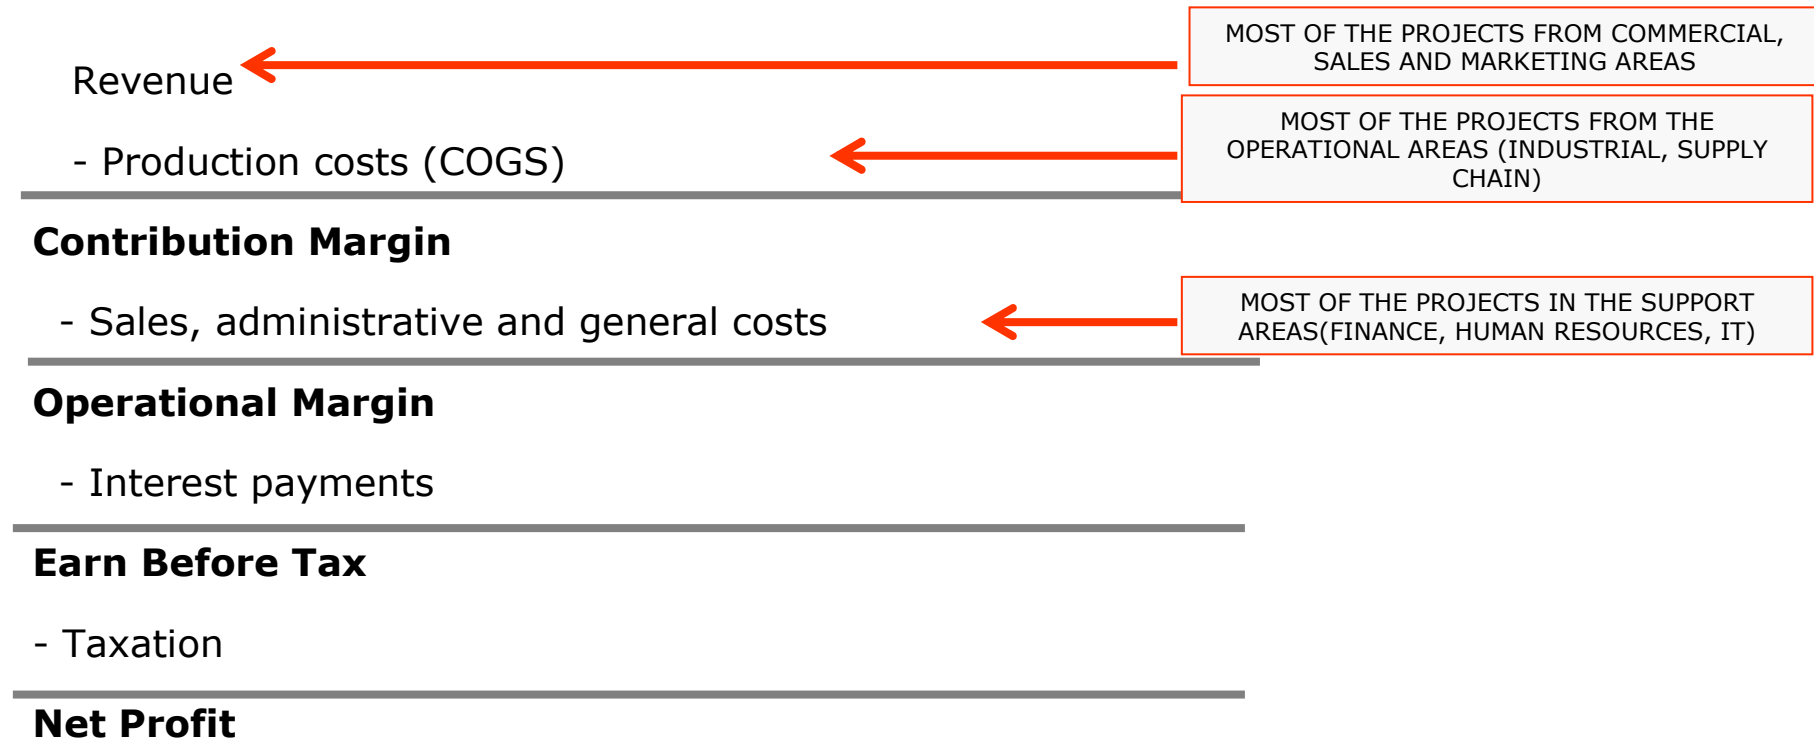 MOST OF THE PROJECTS FROM COMMERCIAL,
SALES AND MARKETING AREAS
Revenue
MOST OF THE PROJECTS FROM THE
OPERATIONAL AREAS (INDUSTRIAL, SUPPLY
CHAIN)
- Production costs (COGS)
Contribution Margin
- Sales, administrative and general costs
MOST OF THE PROJECTS IN THE SUPPORT
AREAS(FINANCE, HUMAN RESOURCES, IT)
Operational Margin
- Interest payments
Earn Before Tax
- Taxation
Net Profit